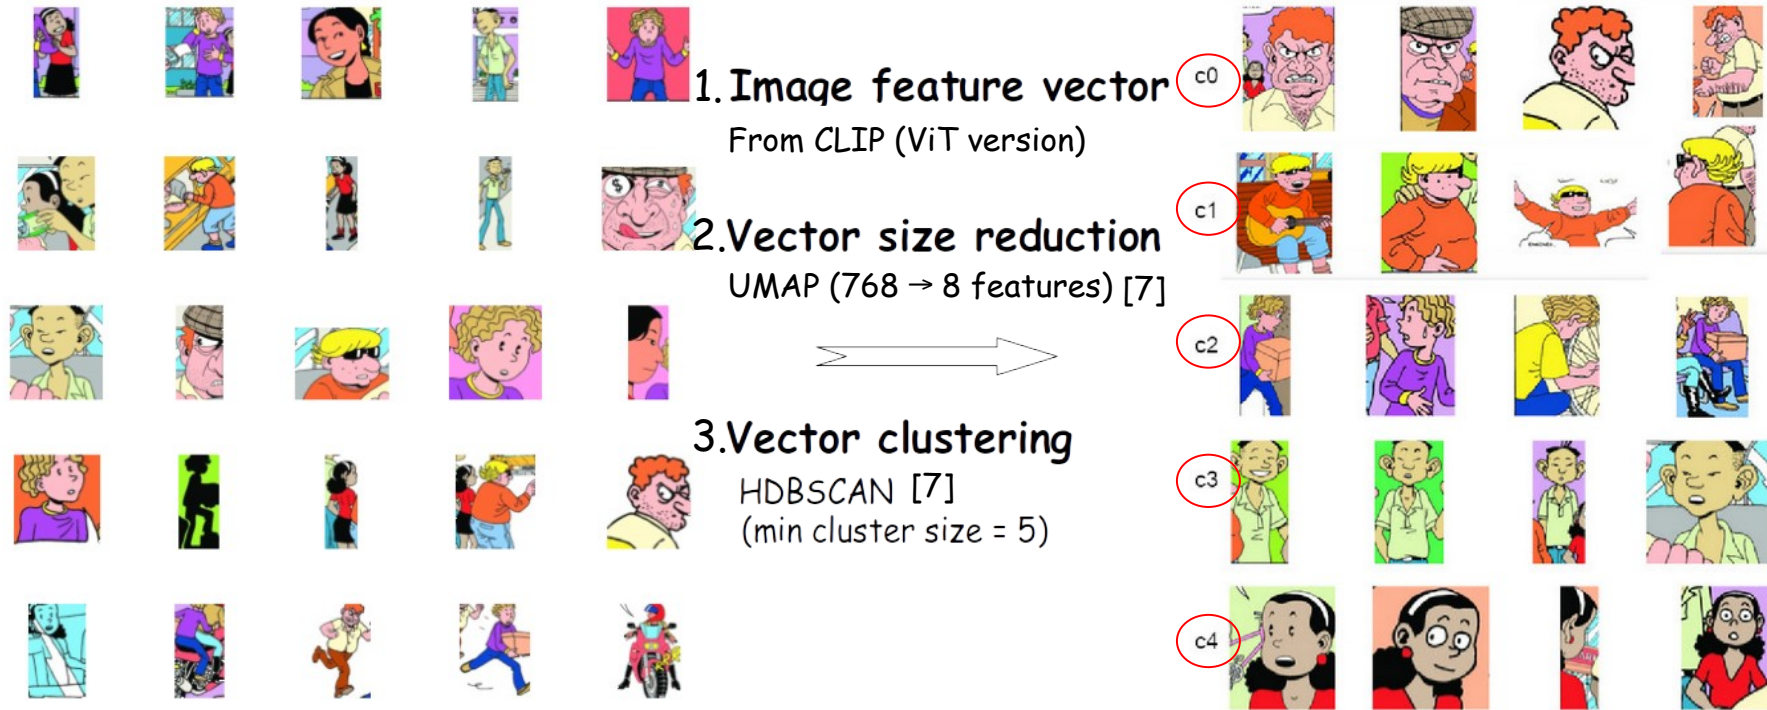 1. Image feature vector
From CLIP (ViT version)
2.Vector size reduction
UMAP (768 → 8 features) [7]
3.Vector clustering
HDBSCAN [7]
(min cluster size = 5)
c0
c1
c2
c3
c4
$